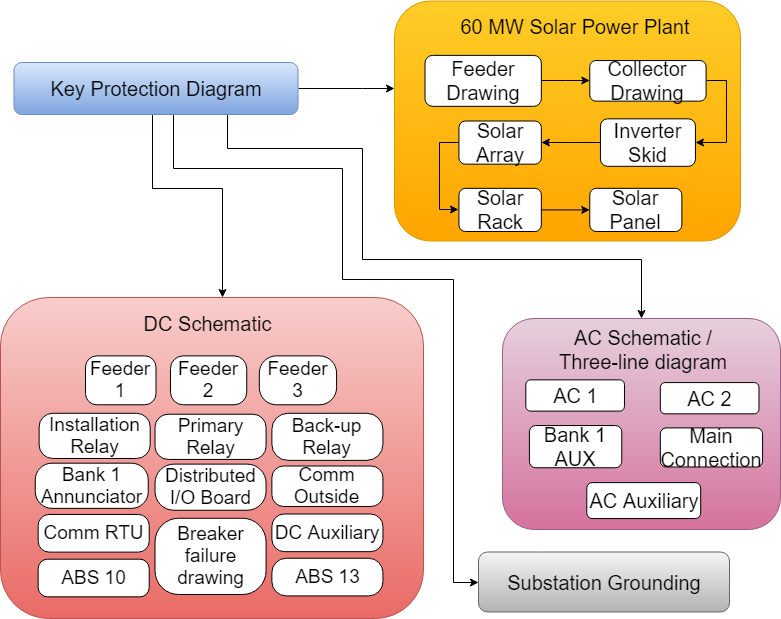 60 MW Solar Power Plant
Key Protection Diagram
Feeder
Drawing
Collector
Drawing
Solar
Array
Inverter
Skid
Solar
Rack
Solar
Panel
DC Schematic
Feeder
1
Feeder
2
Feeder
3
Installation
Relay
Primary
Relay
Back-up
Relay
Bank 1
Annunciator
Distributed
I/O Board
Comm
Outside
Comm RTU
Breaker
failure
drawing
DC Auxiliary
ABS 10
ABS 13
AC Schematic /
Three-line diagram
AC 1
AC 2
Bank 1
AUX
Main
Connection
AC Auxiliary
Substation Grounding